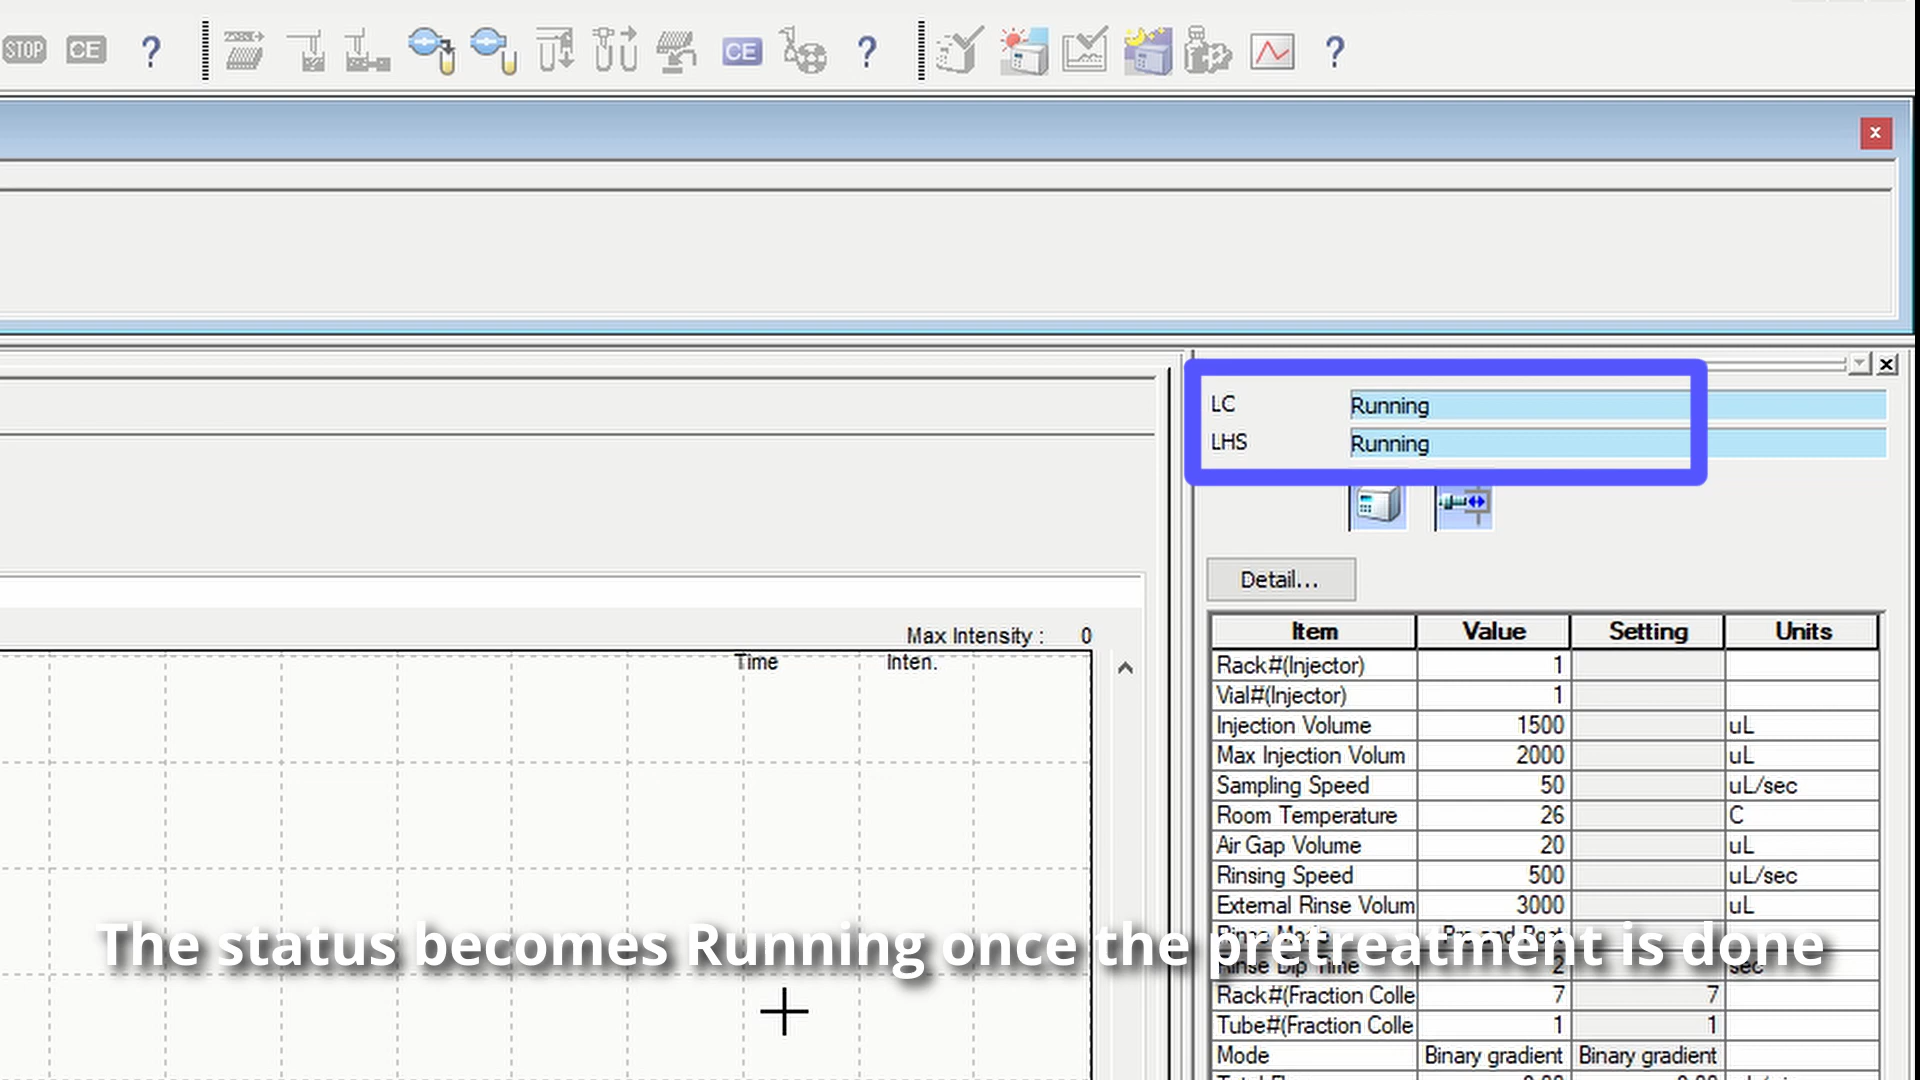 STOP CE ? CE ? ?
x
LC Running
LHS Running
Detail...
Item Value Setting Units
Max Intensity : 0
Time Inten.
Rack#(Injector) 1
Vial#(Injector) 1
Injection Volume 1500 uL
Max Injection Volum 2000 uL
Sampling Speed 50 uL/sec
Room Temperature 26 C
Air Gap Volume 20 uL
Rinsing Speed 500 uL/sec
External Rinse Volum 3000 uL
The status becomes Running once the pretreatment is done
Rinse Dip Time 2 sec
Rack#(Fraction Colle 7 7
Tube#(Fraction Colle 1 1
Mode Binary gradient Binary gradient